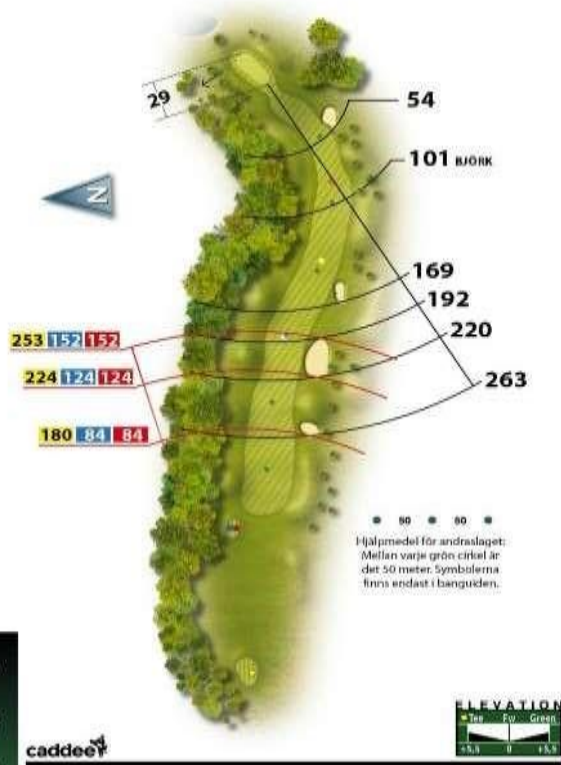 29
54
101 BJÖRK
N
169
192
220
263
253 152 152
224 124 124
180 84 84
50 50
Hjälpmedel för andraslaget:
Mellan varje grön cirkel är
det 50 meter. Symbolerna
finns endast i banguiden.
ELEVATION
Tee Fw Green
+5,5 0 +5,5
caddee